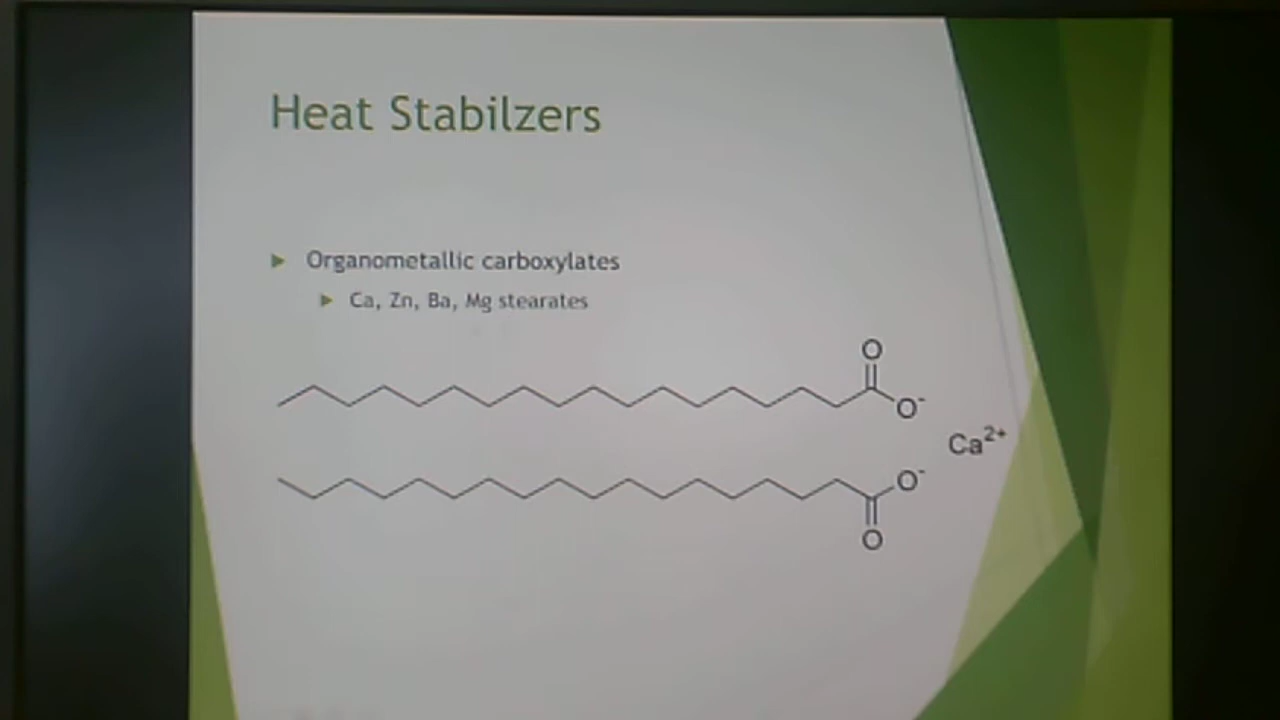 Heat Stabilzers
Organometallic carboxylates
Ca, Zn, Ba, Mg stearates
O
O⁻
Ca²⁺
O⁻
O